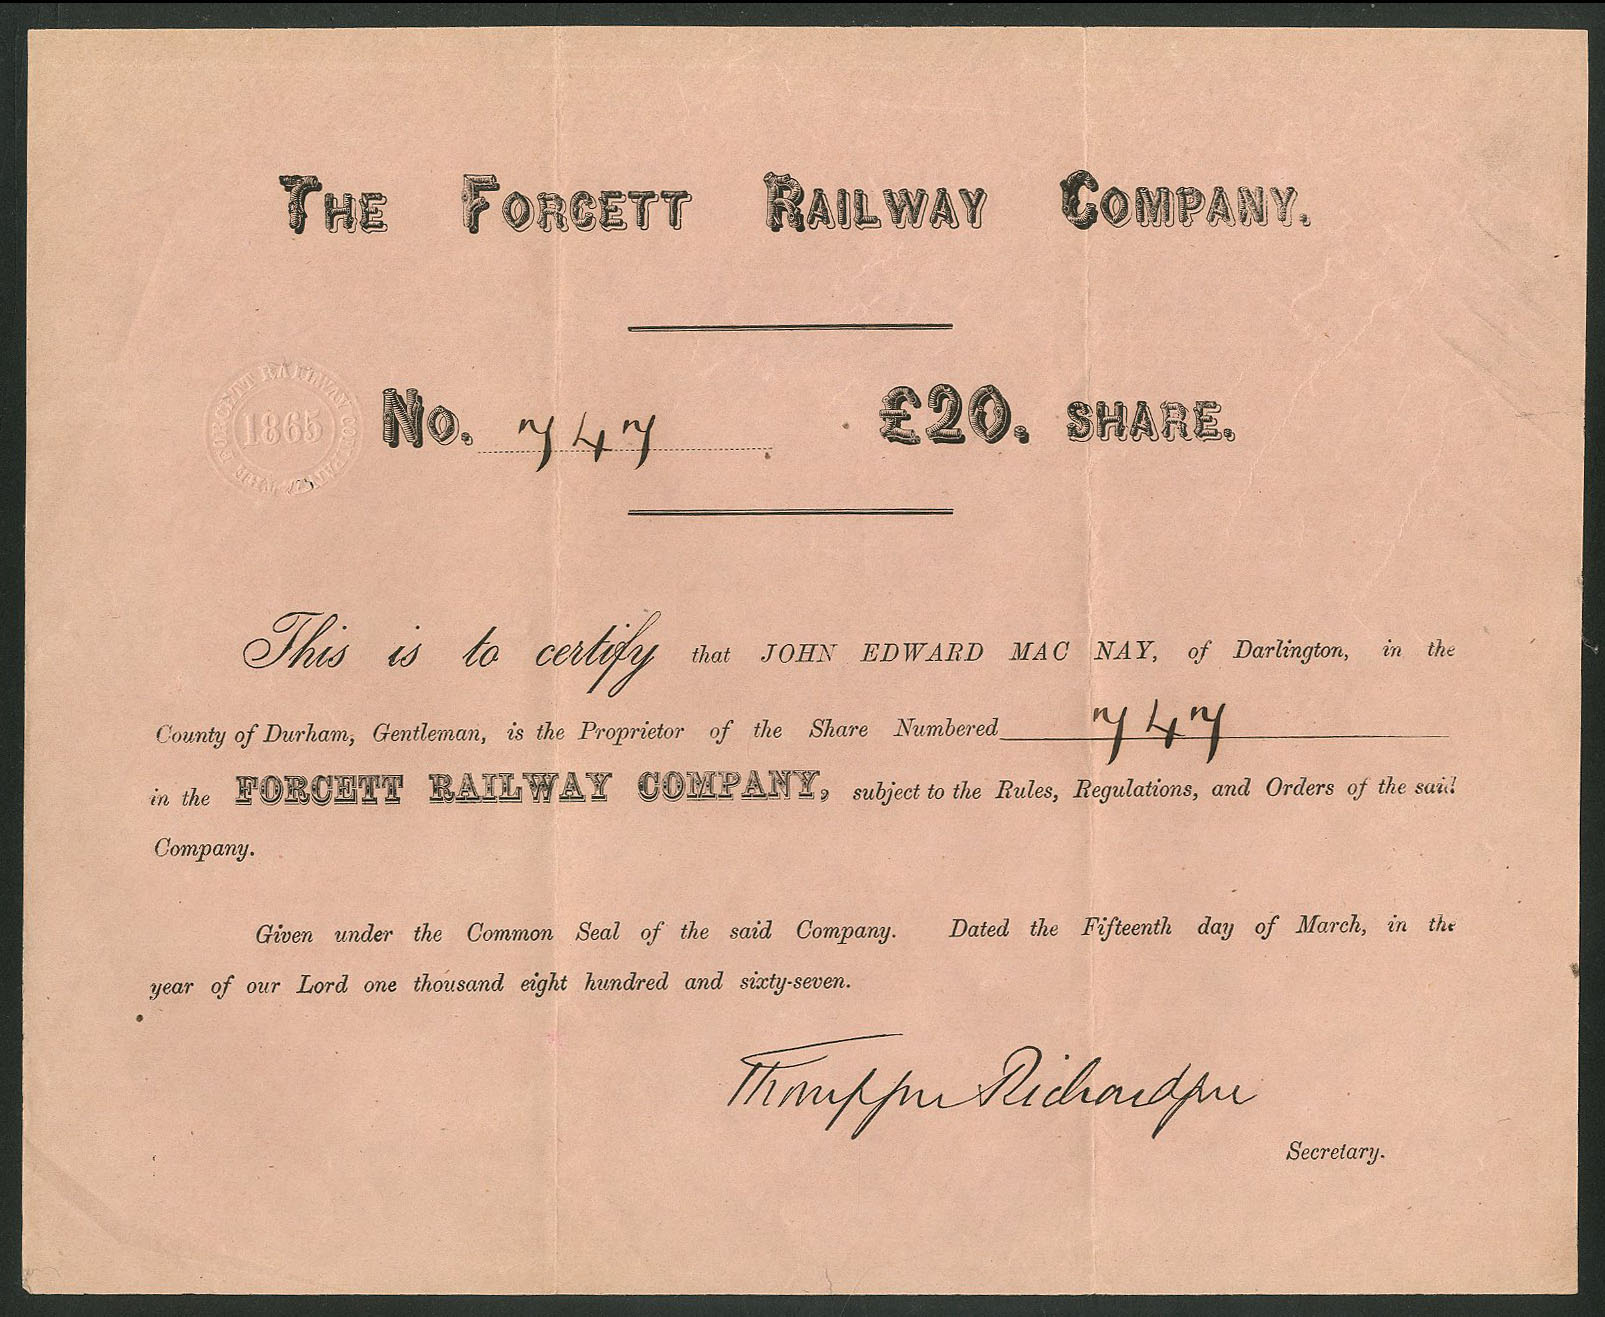 THE FORCETT RAILWAY COMPANY.
THE FORCETT RAILWAY COMPANY
1865
No. 747 £20. SHARE.
This is to certify that JOHN EDWARD MAC NAY, of Darlington, in the
County of Durham, Gentleman, is the Proprietor of the Share Numbered 747
in the FORCETT RAILWAY COMPANY, subject to the Rules, Regulations, and Orders of the said
Company.
Given under the Common Seal of the said Company. Dated the Fifteenth day of March, in the
year of our Lord one thousand eight hundred and sixty-seven.
Thompson Richardson
Secretary.